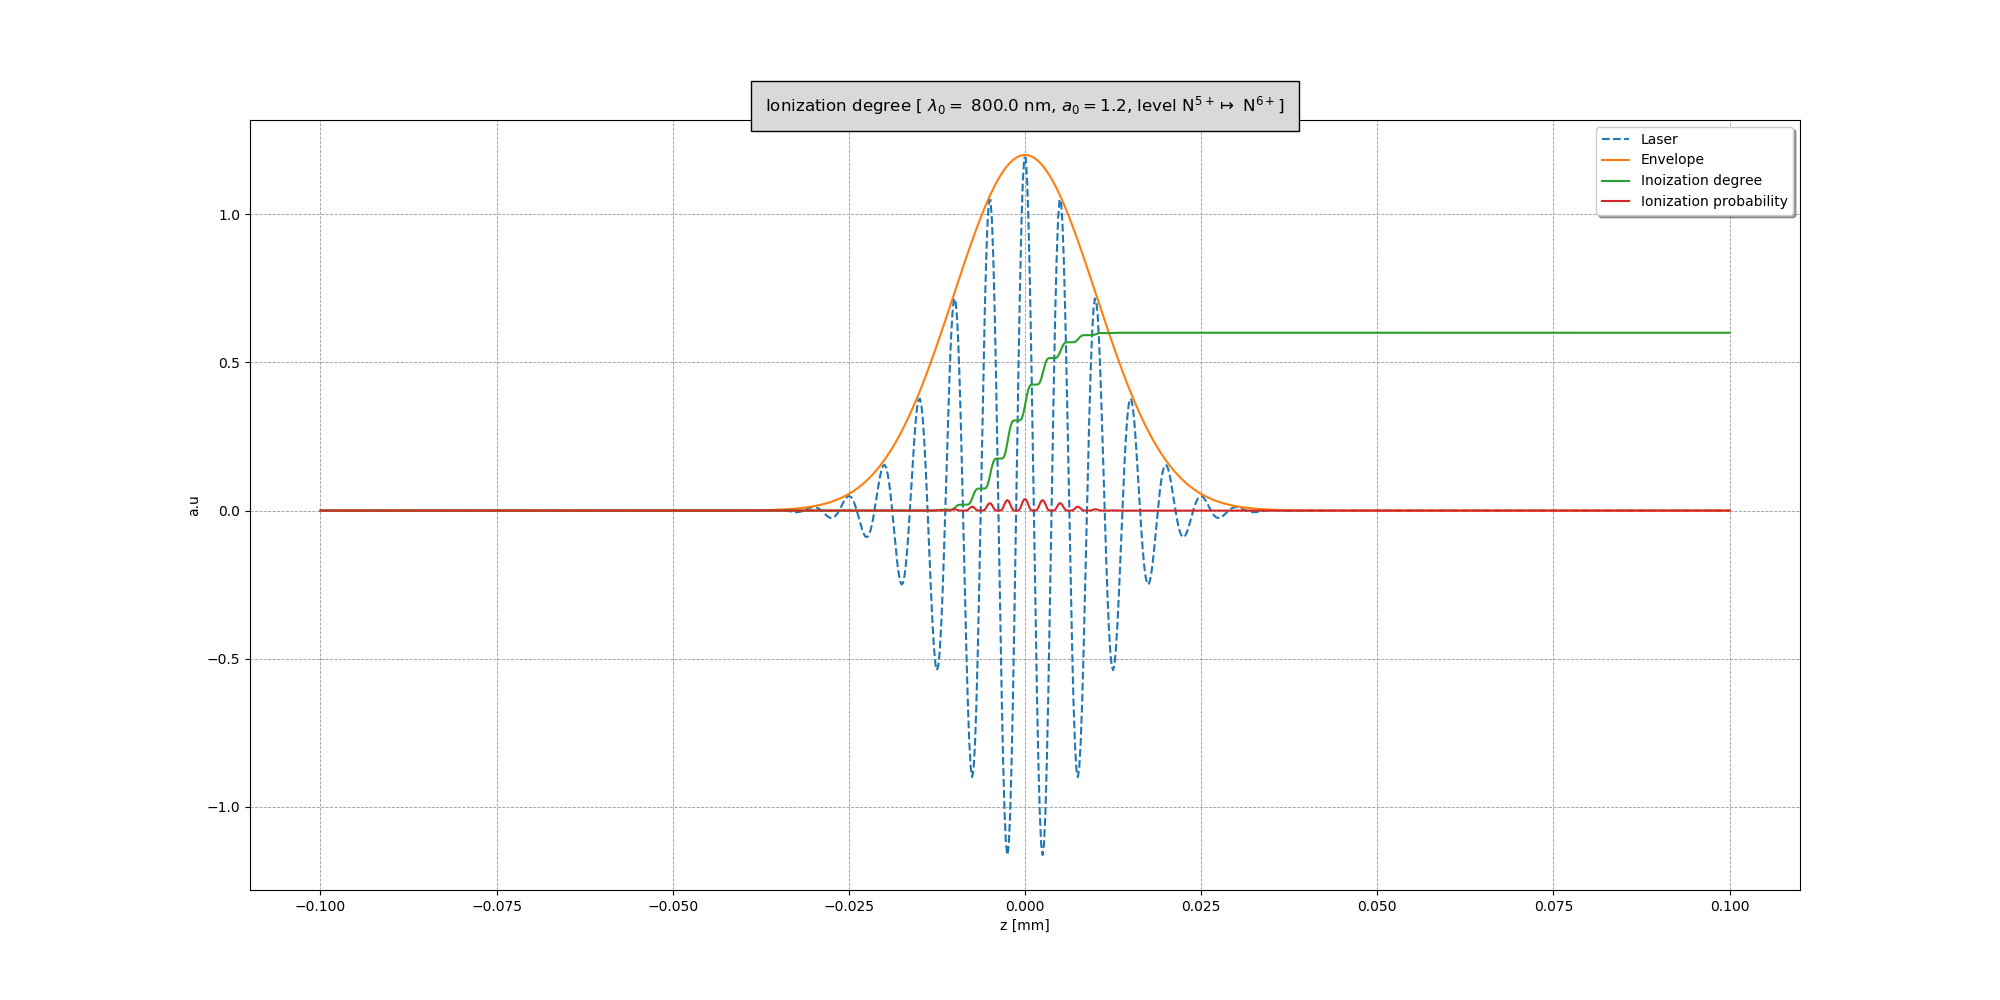 Ionization degree [ λ₀ = 800.0 nm, a₀ = 1.2, level N⁵⁺ ↦ N⁶⁺]
Laser
Envelope
Inoization degree
Ionization probability
1.0
0.5
0.0
−0.5
−1.0
a.u
−0.100 −0.075 −0.050 −0.025 0.000 0.025 0.050 0.075 0.100
z [mm]